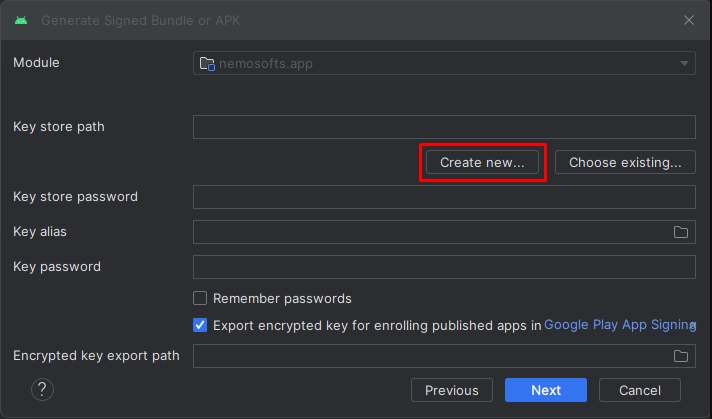 Generate Signed Bundle or APK
Module
nemosofts.app
Key store path
Create new... Choose existing...
Key store password
Key alias
Key password
Remember passwords
Export encrypted key for enrolling published apps in Google Play App Signing
Encrypted key export path
? Previous Next Cancel